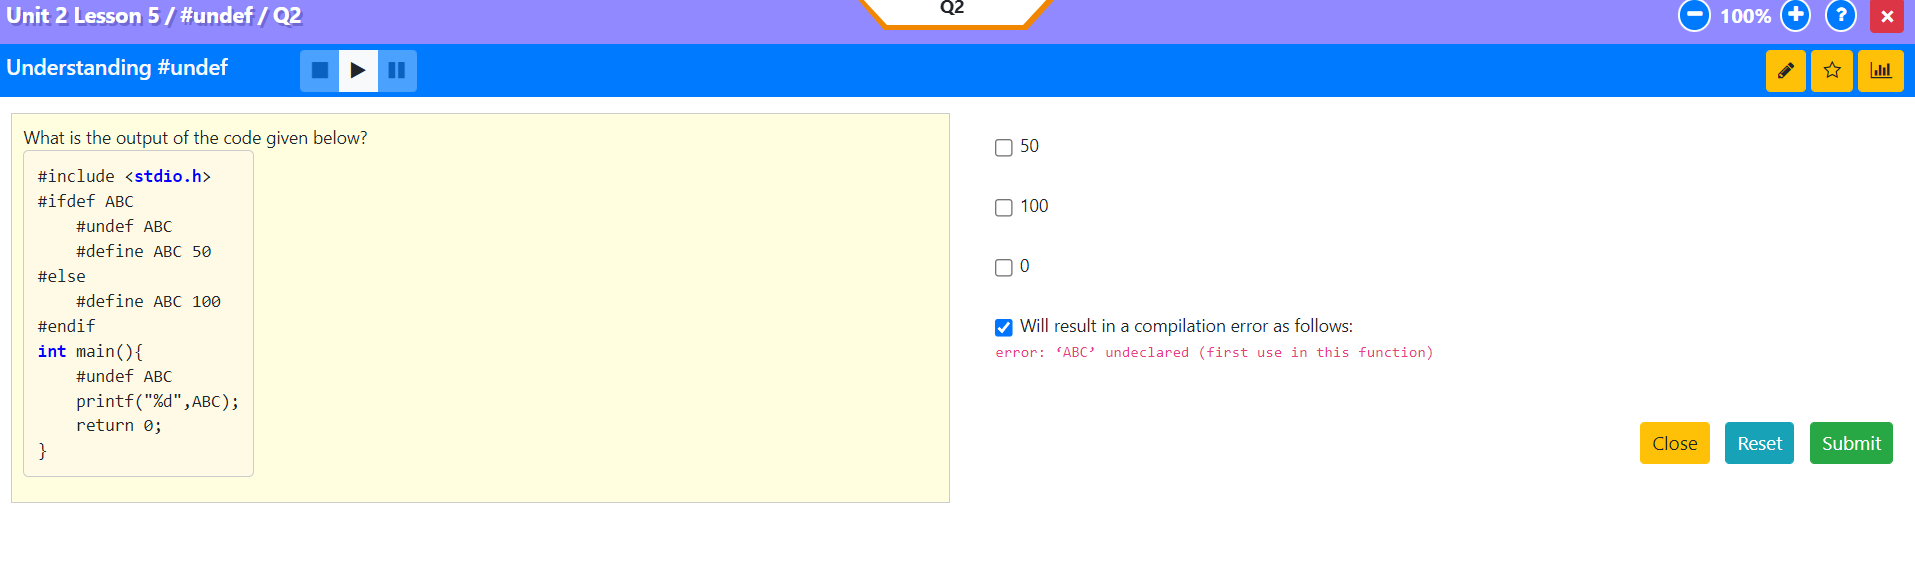 Unit 2 Lesson 5 / #undef / Q2
Q2
100%
?
Understanding #undef
What is the output of the code given below?
#include <stdio.h>
#ifdef ABC
    #undef ABC
    #define ABC 50
#else
    #define ABC 100
#endif
int main(){
    #undef ABC
    printf("%d",ABC);
    return 0;
}
50
100
0
Will result in a compilation error as follows:
error: ‘ABC’ undeclared (first use in this function)
Close
Reset
Submit